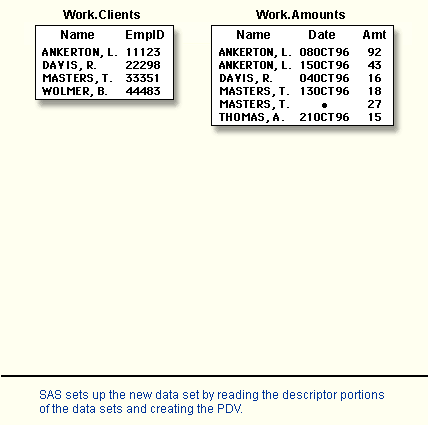 Work.Clients Work.Amounts
Name EmpID Name Date Amt
ANKERTON, L. 11123 ANKERTON, L. 08OCT96 92
DAVIS, R. 22298 ANKERTON, L. 15OCT96 43
MASTERS, T. 33351 DAVIS, R. 04OCT96 16
WOLMER, B. 44483 MASTERS, T. 13OCT96 18
MASTERS, T. • 27
THOMAS, A. 21OCT96 15
SAS sets up the new data set by reading the descriptor portions
of the data sets and creating the PDV.